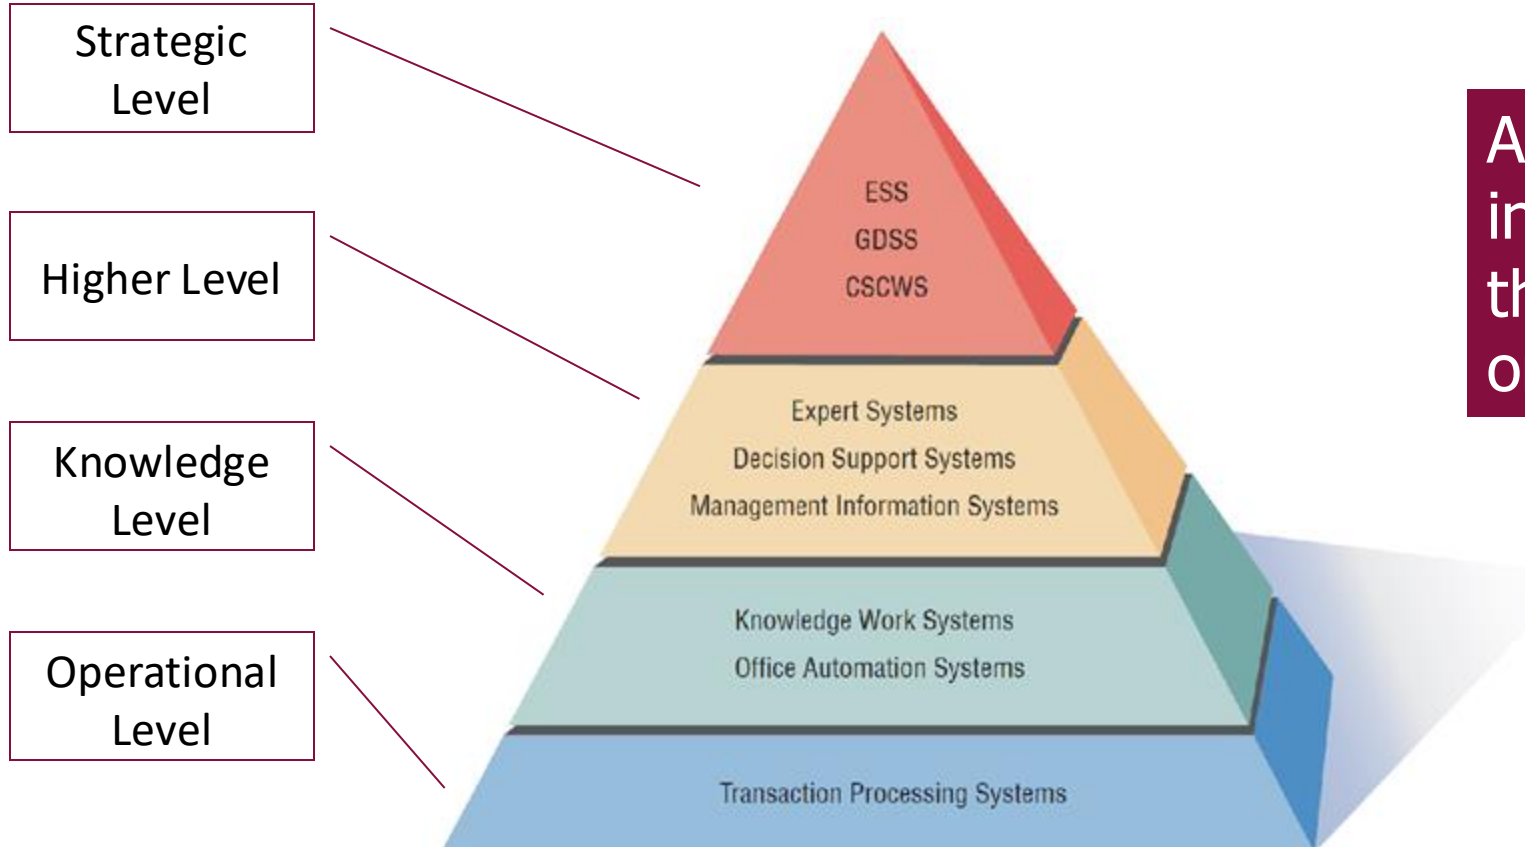 Strategic
Level
Higher Level
Knowledge
Level
Operational
Level
ESS
GDSS
CSCWS
Expert Systems
Decision Support Systems
Management Information Systems
Knowledge Work Systems
Office Automation Systems
Transaction Processing Systems